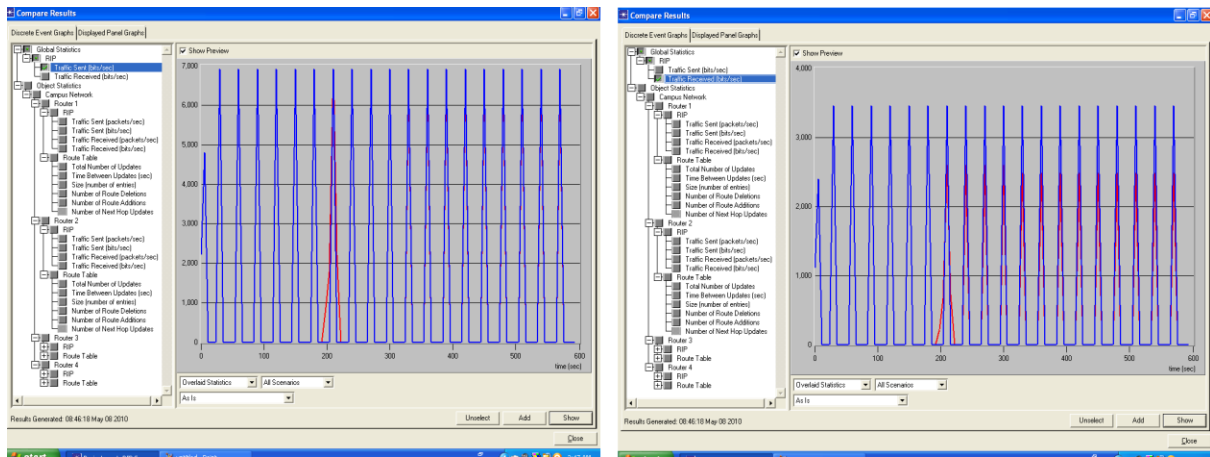 Compare Results
Discrete Event Graphs Displayed Panel Graphs
Global Statistics
RIP
Traffic Sent (bits/sec)
Traffic Received (bits/sec)
Object Statistics
Campus Network
Router 1
RIP
Traffic Sent (packets/sec)
Traffic Sent (bits/sec)
Traffic Received (packets/sec)
Traffic Received (bits/sec)
Route Table
Total Number of Updates
Time Between Updates (sec)
Size (number of entries)
Number of Route Deletions
Number of Route Additions
Number of Next Hop Updates
Router 2
RIP
Traffic Sent (packets/sec)
Traffic Sent (bits/sec)
Traffic Received (packets/sec)
Traffic Received (bits/sec)
Route Table
Total Number of Updates
Time Between Updates (sec)
Size (number of entries)
Number of Route Deletions
Number of Route Additions
Number of Next Hop Updates
Router 3
RIP
Route Table
Router 4
RIP
Route Table
Show Preview
7,000
6,000
5,000
4,000
3,000
2,000
1,000
0
0 100 200 300 400 500 600
time (sec)
Overlaid Statistics All Scenarios
As Is
Results Generated: 08:46:18 May 08 2010
Unselect Add Show
Close
start
Compare Results
Discrete Event Graphs Displayed Panel Graphs
Global Statistics
RIP
Traffic Sent (bits/sec)
Traffic Received (bits/sec)
Object Statistics
Campus Network
Router 1
RIP
Traffic Sent (packets/sec)
Traffic Sent (bits/sec)
Traffic Received (packets/sec)
Traffic Received (bits/sec)
Route Table
Total Number of Updates
Time Between Updates (sec)
Size (number of entries)
Number of Route Deletions
Number of Route Additions
Number of Next Hop Updates
Router 2
RIP
Traffic Sent (packets/sec)
Traffic Sent (bits/sec)
Traffic Received (packets/sec)
Traffic Received (bits/sec)
Route Table
Total Number of Updates
Time Between Updates (sec)
Size (number of entries)
Number of Route Deletions
Number of Route Additions
Number of Next Hop Updates
Router 3
RIP
Route Table
Router 4
RIP
Route Table
Show Preview
4,000
3,000
2,000
1,000
0
0 100 200 300 400 500 600
time (sec)
Overlaid Statistics All Scenarios
As Is
Results Generated: 08:46:18 May 08 2010
Unselect Add Show
Close